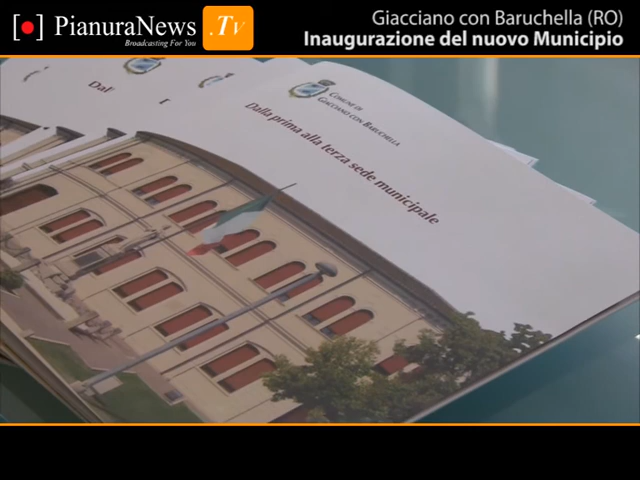 [ ] PianuraNews .Tv
Broadcasting For You
Giacciano con Baruchella (RO)
Inaugurazione del nuovo Municipio
COMUNE DI
GIACCIANO CON BARUCHELLA
Dalla prima alla terza sede municipale
Dal